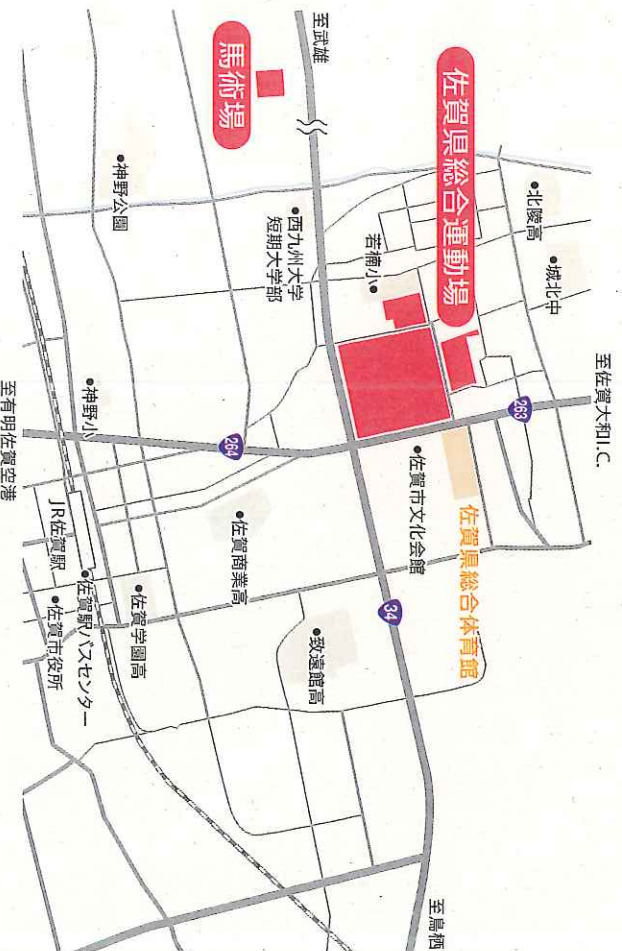 至武雄
馬術場
佐賀県総合運動場
北陵高
城北中
至佐賀大和I.C.
神野公園
西九州大学
短期大学部
若楠小
263
佐賀市文化会館
佐賀県総合体育館
神野小
264
至有明佐賀空港
JR佐賀駅
佐賀駅バスセンター
佐賀市役所
佐賀商業高
佐賀学園高
致遠館高
34
至鳥栖